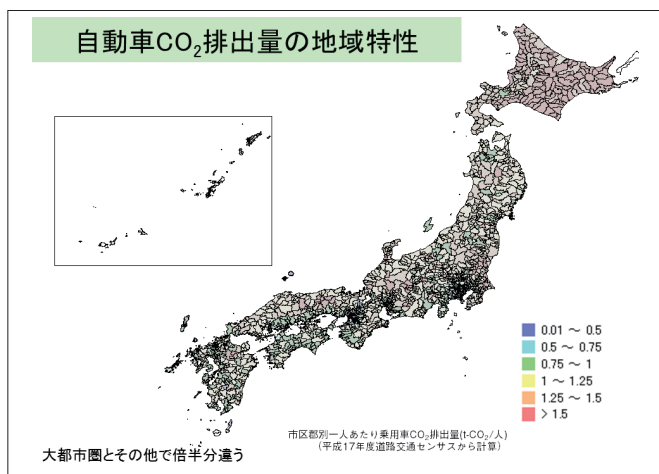 自動車CO₂排出量の地域特性
0.01 ～ 0.5
0.5 ～ 0.75
0.75 ～ 1
1 ～ 1.25
1.25 ～ 1.5
> 1.5
市区郡別一人あたり乗用車CO₂排出量(t-CO₂/人)
(平成17年度道路交通センサスから計算)
大都市圏とその他で倍半分違う